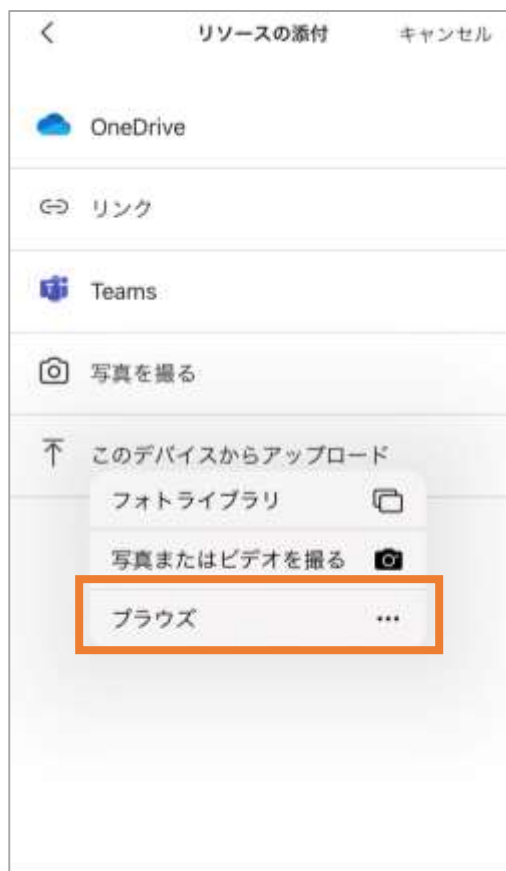 リソースの添付 キャンセル
OneDrive
リンク
Teams
写真を撮る
このデバイスからアップロード
フォトライブラリ
写真またはビデオを撮る
ブラウズ